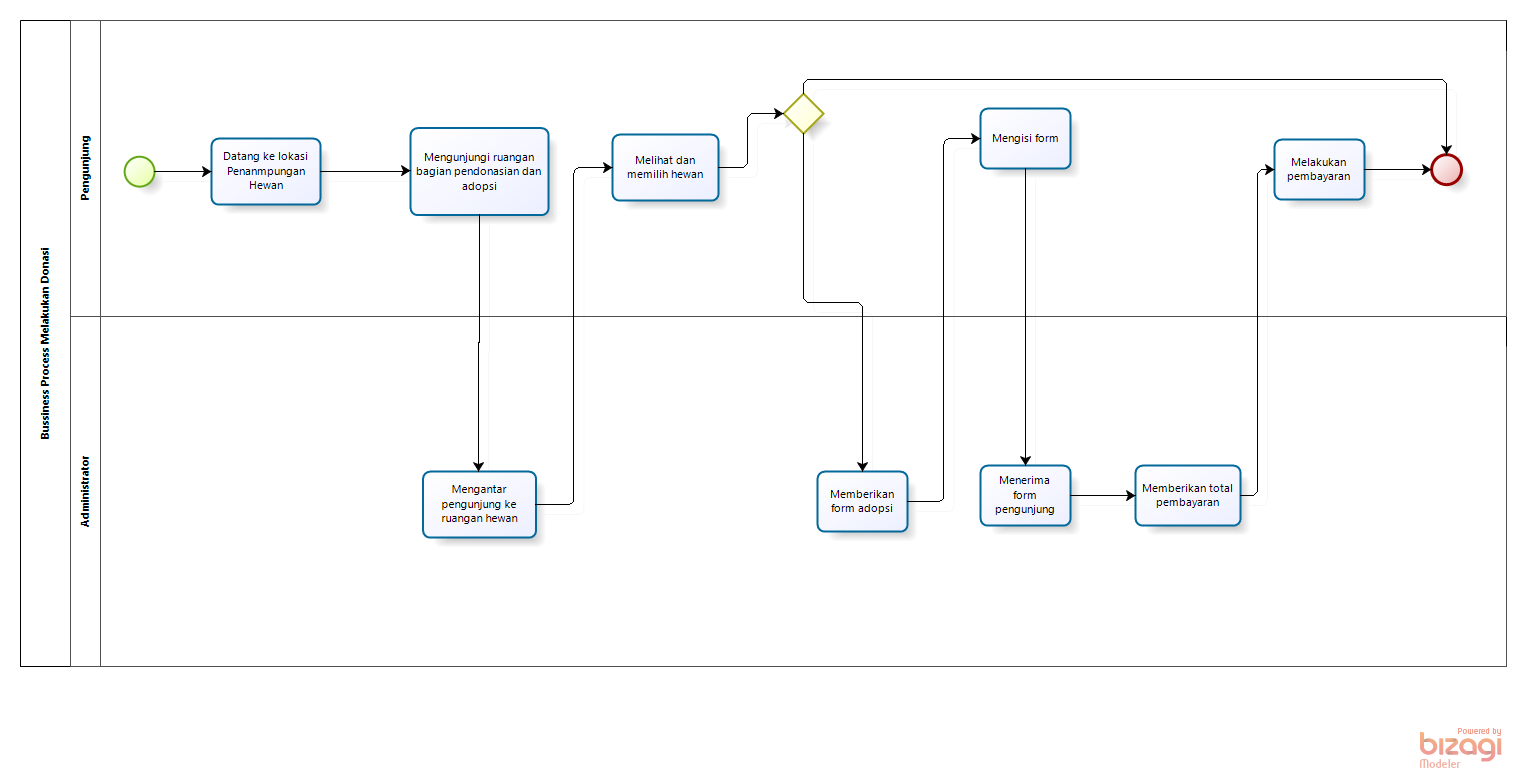 Bussiness Process Melakukan Donasi
Pengunjung
Datang ke lokasi
Penanmpungan
Hewan
Mengunjungi ruangan
bagian pendonasian dan
adopsi
Melihat dan
memilih hewan
Mengisi form
Melakukan
pembayaran
Administrator
Mengantar
pengunjung ke
ruangan hewan
Memberikan
form adopsi
Menerima
form
pengunjung
Memberikan total
pembayaran
Powered by
bizagi
Modeler